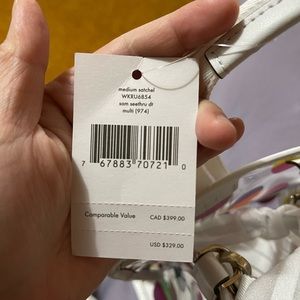 medium satchel
WKRU6854
sam seethru dt
multi (974)
7 67883 70721 0
Comparable Value CAD $399.00
USD $329.00